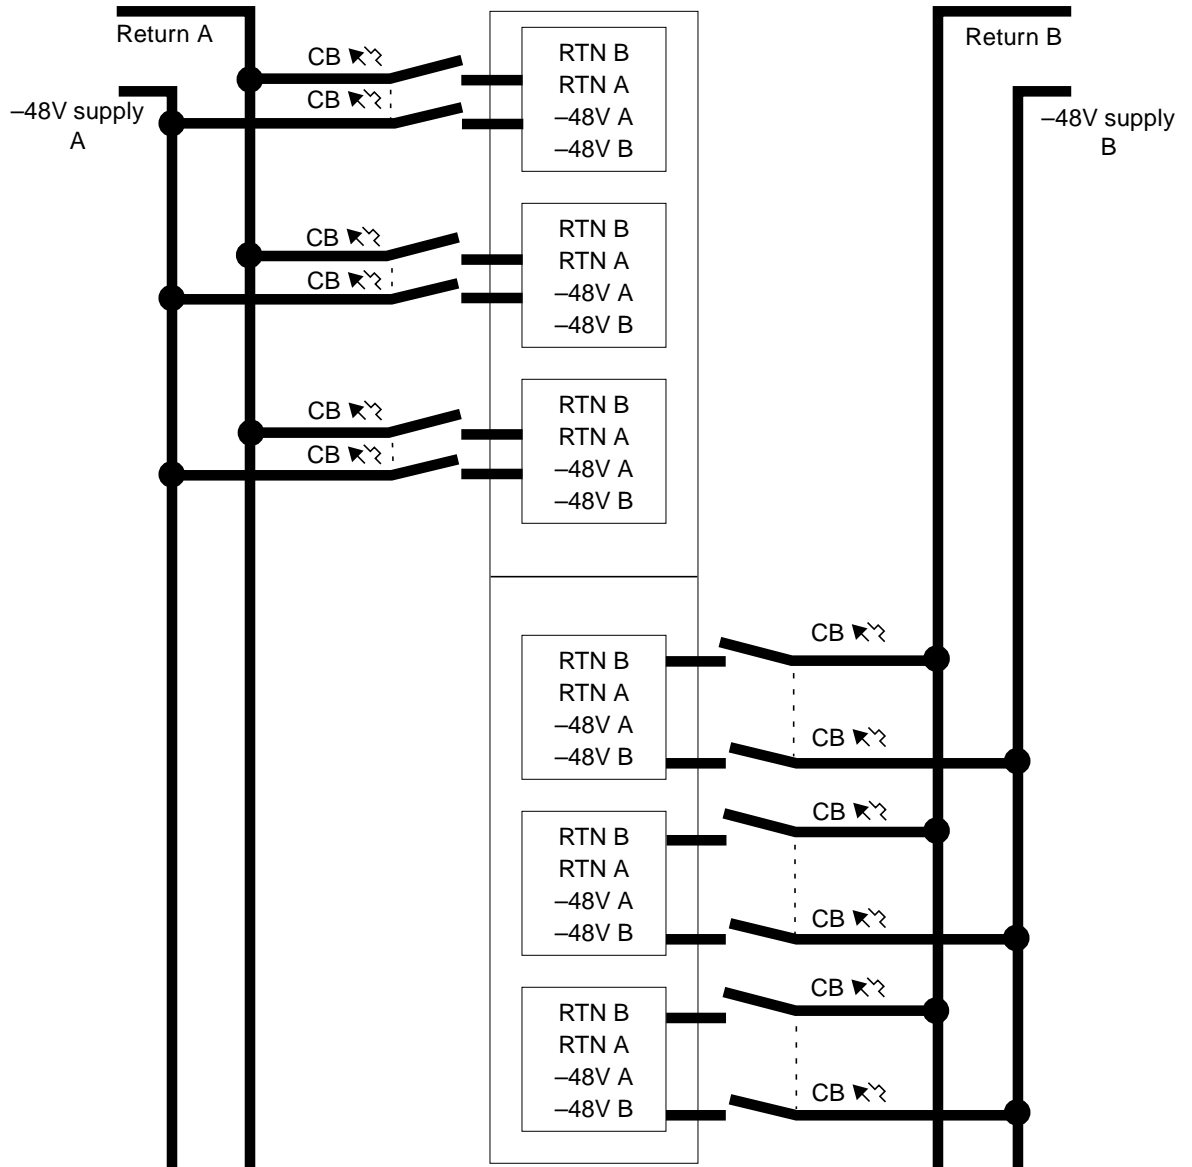 Return A
–48V supply
A
CB
CB
RTN B
RTN A
–48V A
–48V B
Return B
–48V supply
B
CB
CB
RTN B
RTN A
–48V A
–48V B
CB
CB
RTN B
RTN A
–48V A
–48V B
RTN B
RTN A
–48V A
–48V B
CB
CB
RTN B
RTN A
–48V A
–48V B
CB
CB
RTN B
RTN A
–48V A
–48V B
CB
CB